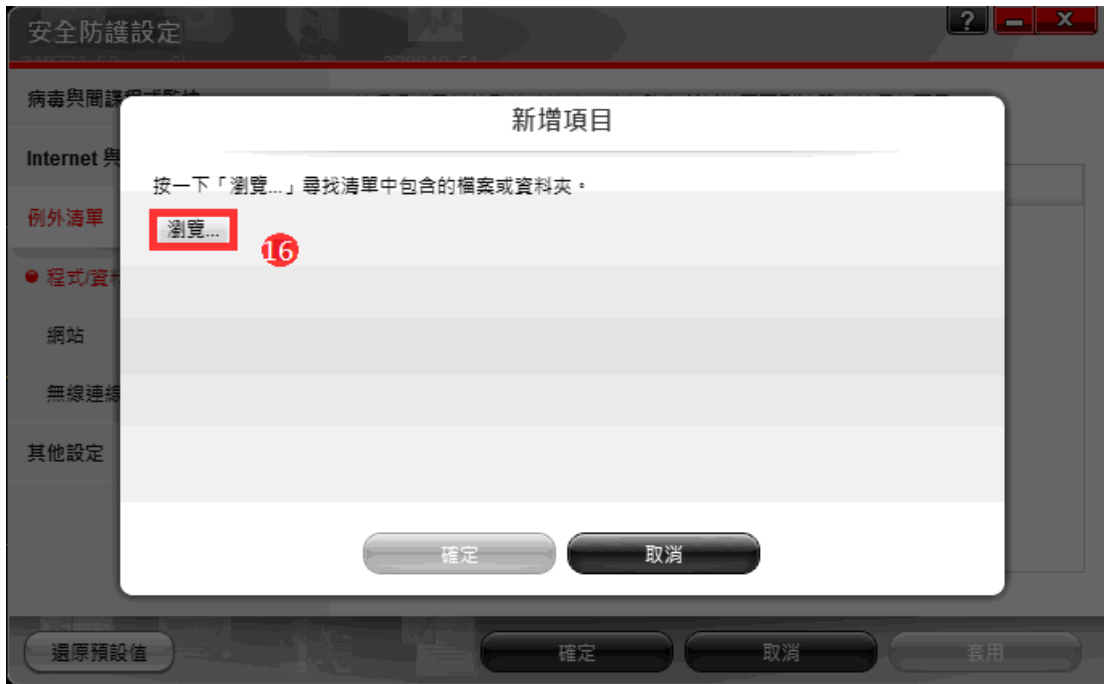 安全防護設定
?
X
病毒與間諜程式監控
新增項目
Internet 與
按一下「瀏覽...」尋找清單中包含的檔案或資料夾。
例外清單
瀏覽...
16
程式/資料
網站
無線連線
其他設定
確定
取消
還原預設值
確定
取消
套用